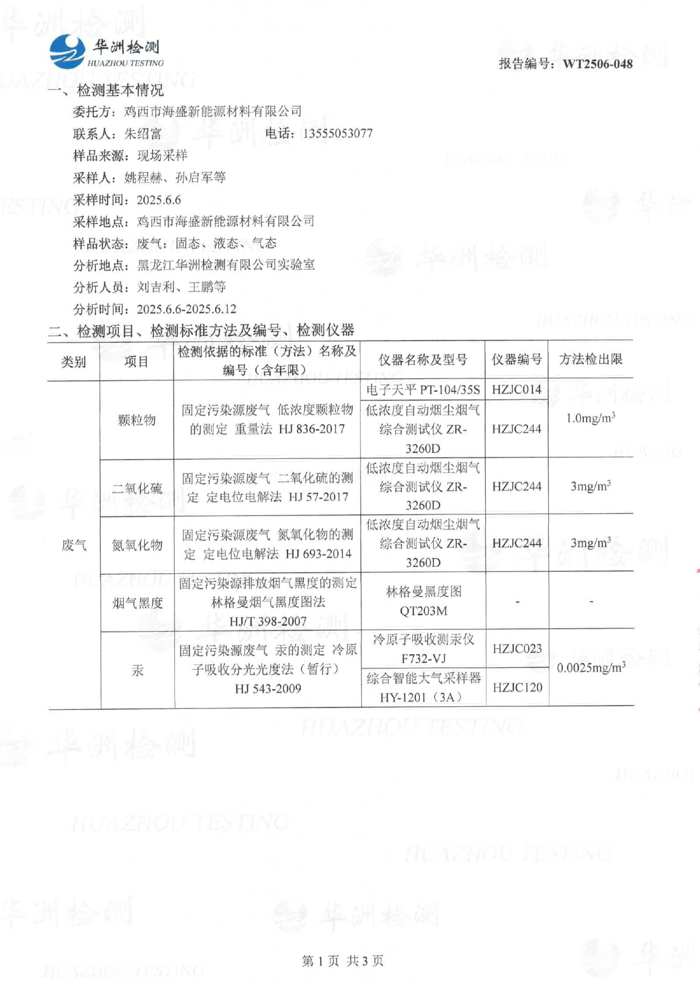 华洲检测
HUAZHOU TESTING
报告编号：WT2506-048
一、检测基本情况
委托方：鸡西市海盛新能源材料有限公司
联系人：朱绍富 电话：13555053077
样品来源：现场采样
采样人：姚程赫、孙启军等
采样时间：2025.6.6
采样地点：鸡西市海盛新能源材料有限公司
样品状态：废气：固态、液态、气态
分析地点：黑龙江华洲检测有限公司实验室
分析人员：刘吉利、王鹏等
分析时间：2025.6.6-2025.6.12
二、检测项目、检测标准方法及编号、检测仪器
类别 项目 检测依据的标准（方法）名称及 仪器名称及型号 仪器编号 方法检出限
编号（含年限）
废气
颗粒物
固定污染源废气 低浓度颗粒物
的测定 重量法 HJ 836-2017
电子天平 PT-104/35S HZJC014
低浓度自动烟尘烟气
综合测试仪 ZR-
3260D
HZJC244
1.0mg/m³
二氧化硫
固定污染源废气 二氧化硫的测
定 定电位电解法 HJ 57-2017
低浓度自动烟尘烟气
综合测试仪 ZR-
3260D
HZJC244
3mg/m³
氮氧化物
固定污染源废气 氮氧化物的测
定 定电位电解法 HJ 693-2014
低浓度自动烟尘烟气
综合测试仪 ZR-
3260D
HZJC244
3mg/m³
烟气黑度
固定污染源排放烟气黑度的测定
林格曼烟气黑度图法
HJ/T 398-2007
林格曼黑度图
QT203M
-
-
汞
固定污染源废气 汞的测定 冷原
子吸收分光光度法（暂行）
HJ 543-2009
冷原子吸收测汞仪
F732-VJ
HZJC023
综合智能大气采样器
HY-1201（3A）
HZJC120
0.0025mg/m³
第 1 页 共 3 页